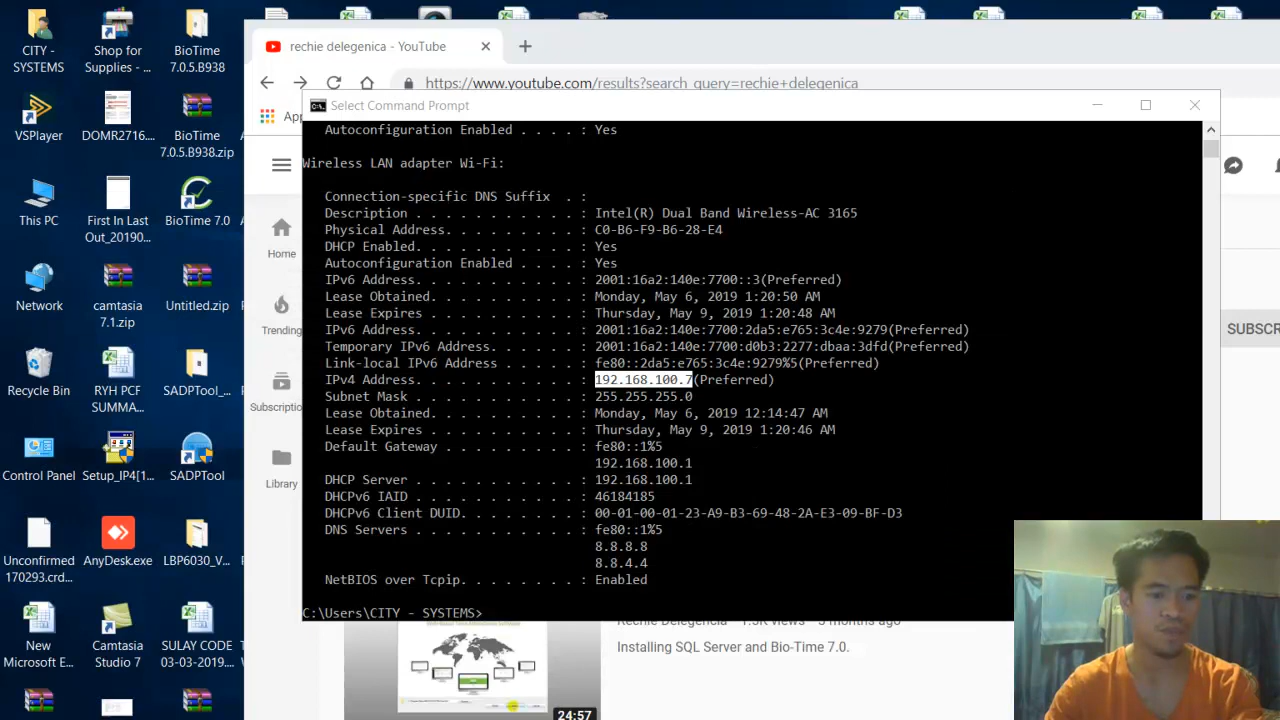 CITY -
SYSTEMS
Shop for
Supplies - ...
BioTime
7.0.5.B938
VSPlayer
DOMR2716....
BioTime
7.0.5.B938.zip
This PC
First In Last
Out_20190...
BioTime 7.0
Network
camtasia
7.1.zip
Untitled.zip
Recycle Bin
RYH PCF
SUMMA...
SADPTool_...
Control Panel
Setup_IP4[1...
SADPTool
Unconfirmed
170293.crd...
AnyDesk.exe
LBP6030_V...
New
Microsoft E...
Camtasia
Studio 7
SULAY CODE
03-03-2019...
rechie delegenica - YouTube
https://www.youtube.com/results?search_query=rechie+delegenica
Home
Trending
Library
Select Command Prompt
Autoconfiguration Enabled . . . . : Yes
Wireless LAN adapter Wi-Fi:
Connection-specific DNS Suffix . :
Description . . . . . . . . . . . : Intel(R) Dual Band Wireless-AC 3165
Physical Address. . . . . . . . . : C0-B6-F9-B6-28-E4
DHCP Enabled. . . . . . . . . . . : Yes
Autoconfiguration Enabled . . . . : Yes
IPv6 Address. . . . . . . . . . . : 2001:16a2:140e:7700::3(Preferred)
Lease Obtained. . . . . . . . . . : Monday, May 6, 2019 1:20:50 AM
Lease Expires . . . . . . . . . . : Thursday, May 9, 2019 1:20:48 AM
IPv6 Address. . . . . . . . . . . : 2001:16a2:140e:7700:2da5:e765:3c4e:9279(Preferred)
Temporary IPv6 Address. . . . . . : 2001:16a2:140e:7700:d0b3:2277:dbaa:3dfd(Preferred)
Link-local IPv6 Address . . . . . : fe80::2da5:e765:3c4e:9279%5(Preferred)
IPv4 Address. . . . . . . . . . . : 192.168.100.7(Preferred)
Subnet Mask . . . . . . . . . . . : 255.255.255.0
Lease Obtained. . . . . . . . . . : Monday, May 6, 2019 12:14:47 AM
Lease Expires . . . . . . . . . . : Thursday, May 9, 2019 1:20:46 AM
Default Gateway . . . . . . . . . : fe80::1%5
192.168.100.1
DHCP Server . . . . . . . . . . . : 192.168.100.1
DHCPv6 IAID . . . . . . . . . . . : 46184185
DHCPv6 Client DUID. . . . . . . . : 00-01-00-01-23-A9-B3-69-48-2A-E3-09-BF-D3
DNS Servers . . . . . . . . . . . : fe80::1%5
8.8.8.8
8.8.4.4
NetBIOS over Tcpip. . . . . . . . : Enabled
C:\Users\CITY - SYSTEMS>
Installing SQL Server and Bio-Time 7.0.
24:57